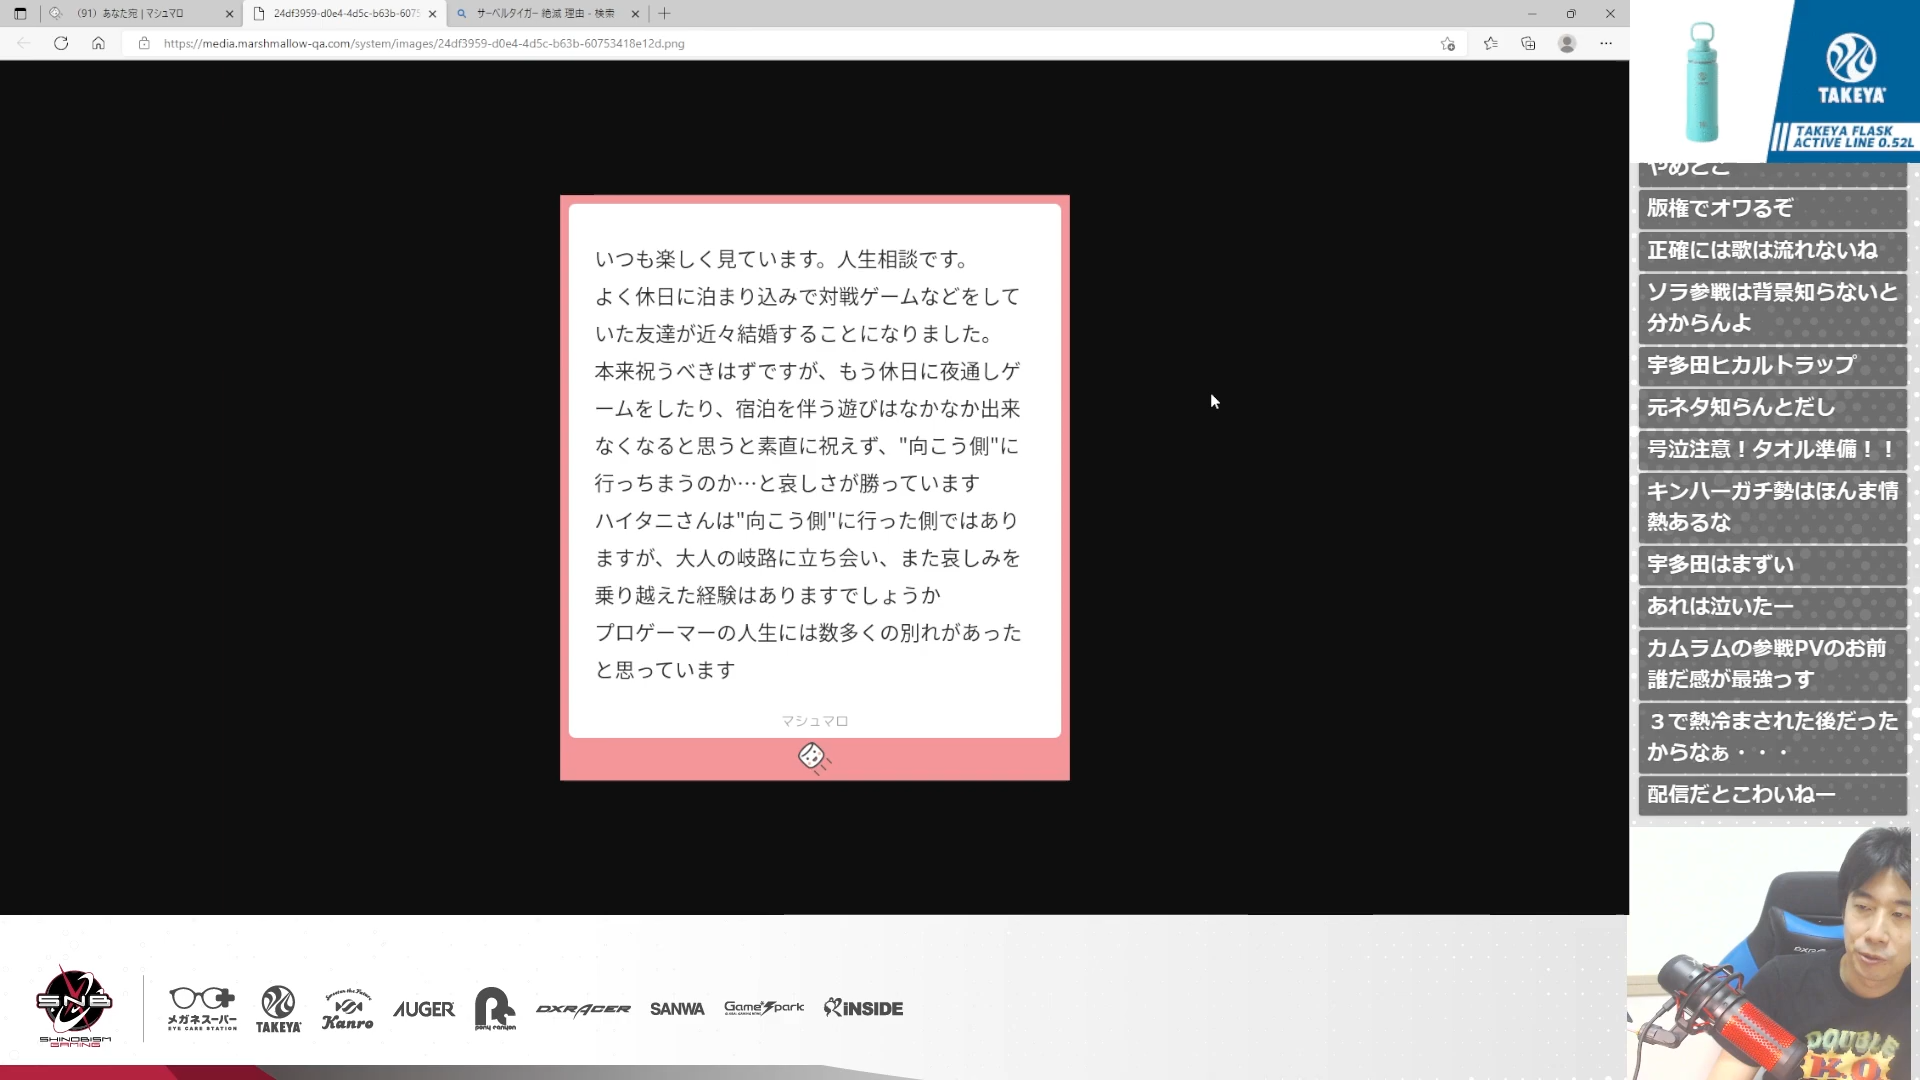 （91）あなた宛 | マシュマロ
24df3959-d0e4-4d5c-b63b-6075
サーベルタイガー 絶滅 理由 - 検索
https://media.marshmallow-qa.com/system/images/24df3959-d0e4-4d5c-b63b-60753418e12d.png
いつも楽しく見ています。人生相談です。
よく休日に泊まり込みで対戦ゲームなどをして
いた友達が近々結婚することになりました。
本来祝うべきはずですが、もう休日に夜通しゲ
ームをしたり、宿泊を伴う遊びはなかなか出来
なくなると思うと素直に祝えず、"向こう側"に
行っちまうのか…と哀しさが勝っています
ハイタニさんは"向こう側"に行った側ではあり
ますが、大人の岐路に立ち会い、また哀しみを
乗り越えた経験はありますでしょうか
プロゲーマーの人生には数多くの別れがあった
と思っています
マシュマロ
TAKEYA
TAKEYA FLASK
ACTIVE LINE 0.52L
やめとこ
版権でオワるぞ
正確には歌は流れないね
ソラ参戦は背景知らないと
分からんよ
宇多田ヒカルトラップ
元ネタ知らんとだし
号泣注意！タオル準備！！
キンハーガチ勢はほんま情
熱あるな
宇多田はまずい
あれは泣いたー
カムラムの参戦PVのお前
誰だ感が最強っす
３で熱冷まされた後だった
からなぁ・・・
配信だとこわいねー
SNB
SHINOBISM
GAMING
メガネスーパー
EYE CARE STATION
TAKEYA
Sweeten the Future
Kanro
AUGER
pony canyon
DXRACER
SANWA
Game*Spark
iNSIDE
DXRACER
DOUBLE
K.O.